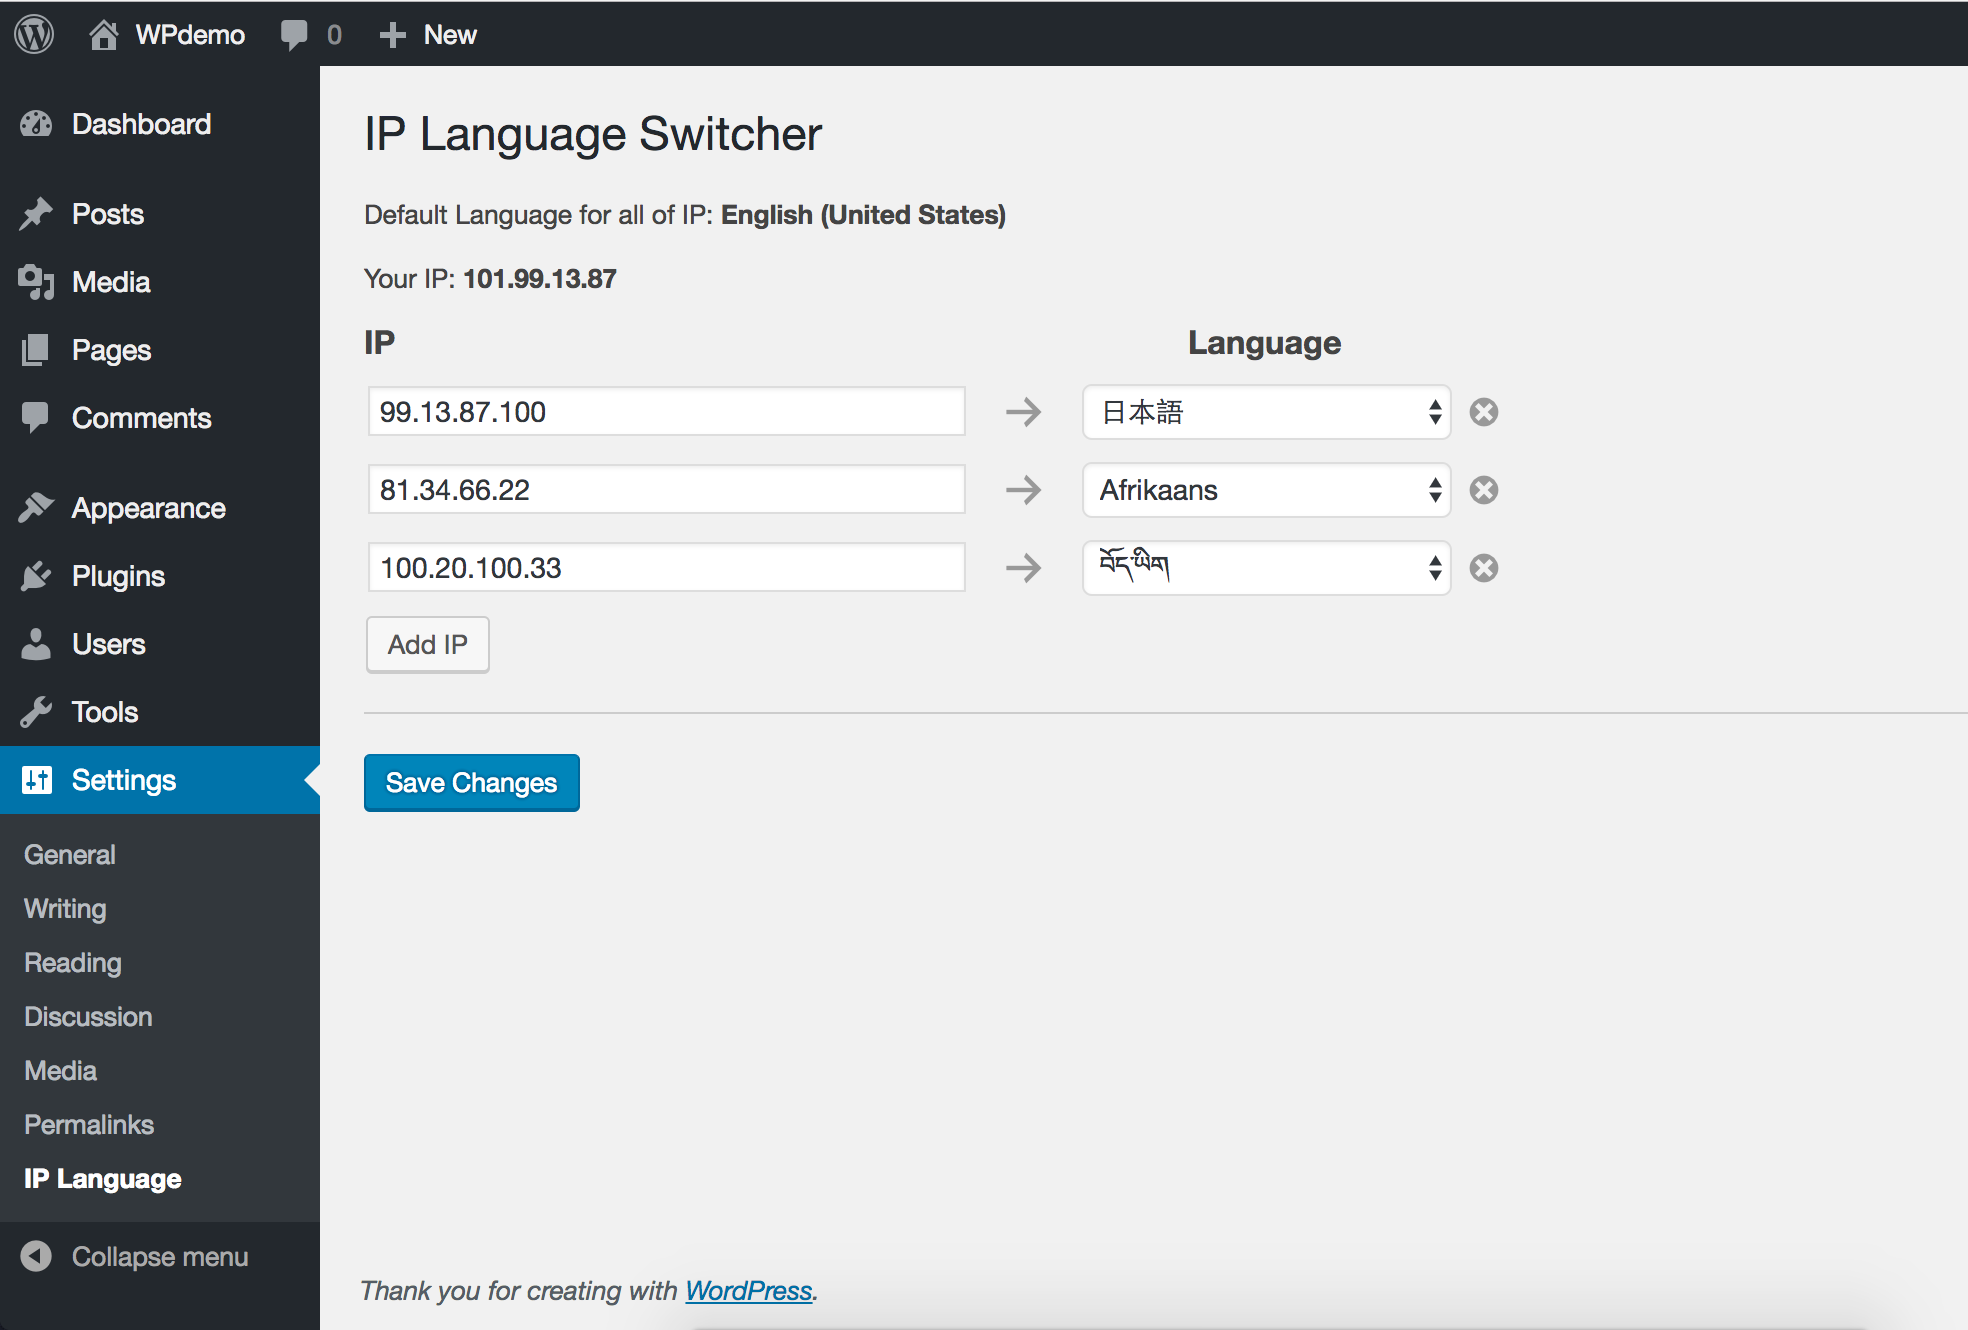 WPdemo 0 New
Dashboard
Posts
Media
Pages
Comments
Appearance
Plugins
Users
Tools
Settings
General
Writing
Reading
Discussion
Media
Permalinks
IP Language
Collapse menu
IP Language Switcher
Default Language for all of IP: English (United States)
Your IP: 101.99.13.87
IP Language
99.13.87.100 日本語
81.34.66.22 Afrikaans
100.20.100.33 བོད་ཡིག
Add IP
Save Changes
Thank you for creating with WordPress.